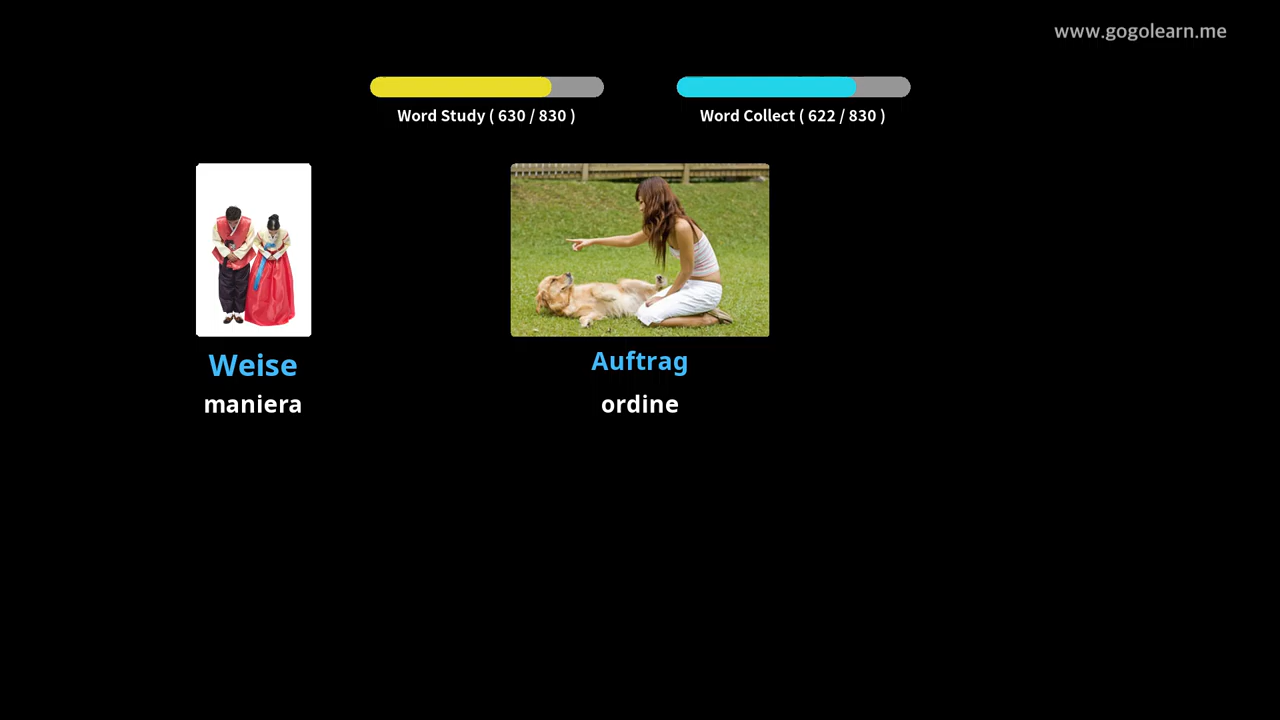 www.gogolearn.me
Word Study ( 630 / 830 )
Word Collect ( 622 / 830 )
Weise
maniera
Auftrag
ordine